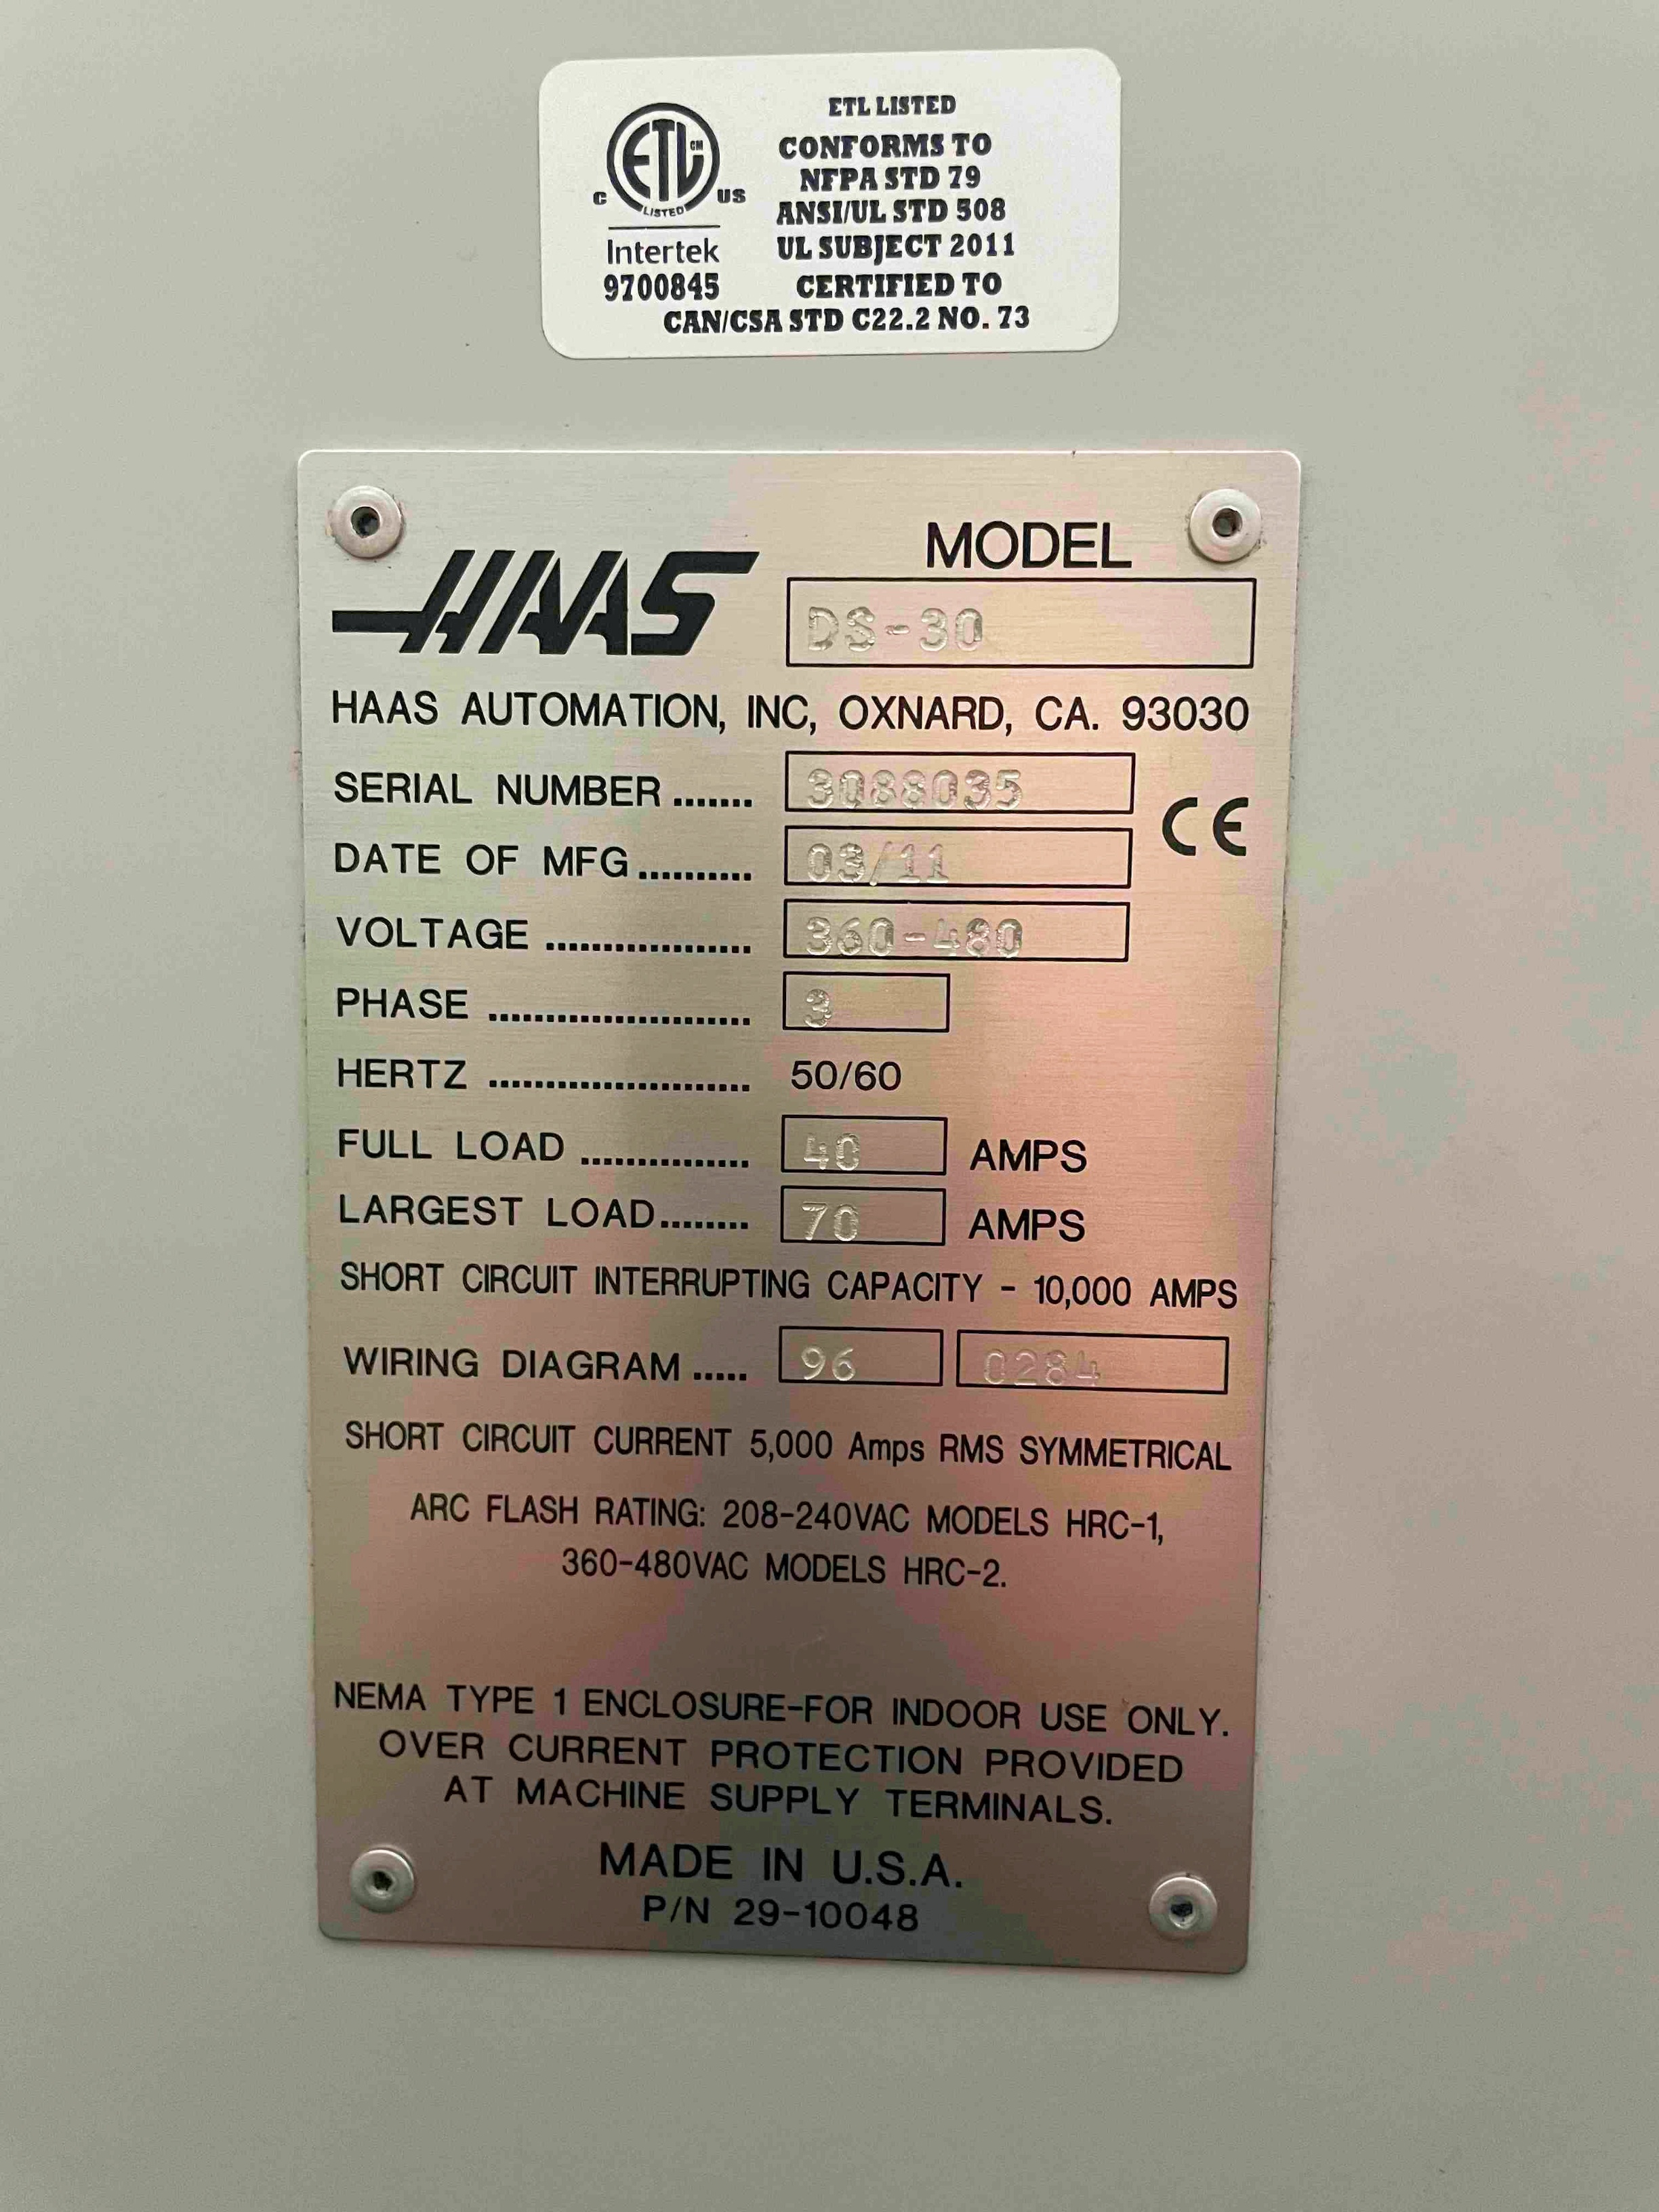 ETL LISTED
CONFORMS TO
NFPA STD 79
ANSI/UL STD 508
UL SUBJECT 2011
CERTIFIED TO
CAN/CSA STD C22.2 NO. 73
ETL CM
LISTED
C US
Intertek
9700845
HAAS
MODEL
DS-30
HAAS AUTOMATION, INC, OXNARD, CA. 93030
SERIAL NUMBER ....... 3088035
CE
DATE OF MFG .......... 03/11
VOLTAGE .................. 360-480
PHASE ....................... 3
HERTZ ....................... 50/60
FULL LOAD ............... 40 AMPS
LARGEST LOAD ........ 70 AMPS
SHORT CIRCUIT INTERRUPTING CAPACITY - 10,000 AMPS
WIRING DIAGRAM ..... 96 0284
SHORT CIRCUIT CURRENT 5,000 Amps RMS SYMMETRICAL
ARC FLASH RATING: 208-240VAC MODELS HRC-1,
360-480VAC MODELS HRC-2.
NEMA TYPE 1 ENCLOSURE-FOR INDOOR USE ONLY.
OVER CURRENT PROTECTION PROVIDED
AT MACHINE SUPPLY TERMINALS.
MADE IN U.S.A.
P/N 29-10048